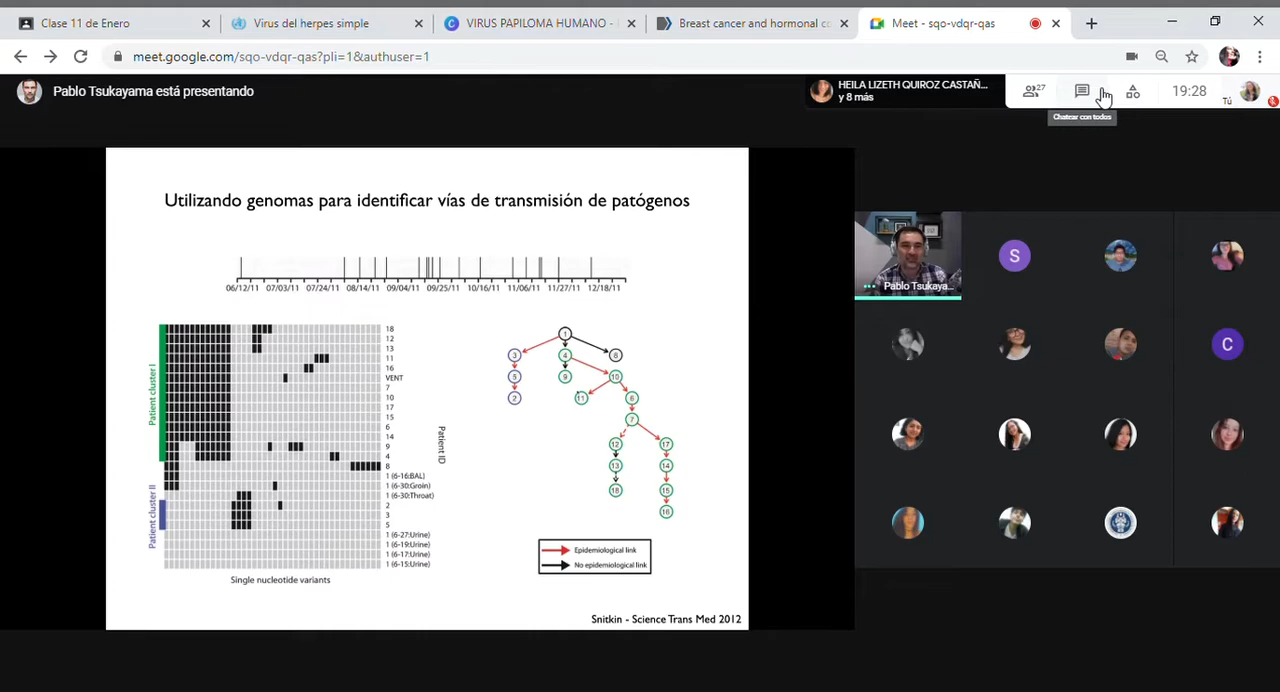 Clase 11 de Enero
Virus del herpes simple
VIRUS PAPILOMA HUMANO -
Breast cancer and hormonal co
Meet - sqo-vdqr-qas
meet.google.com/sqo-vdqr-qas?pli=1&authuser=1
Pablo Tsukayama está presentando
HEILA LIZETH QUIROZ CASTAÑ...
y 8 más
27
19:28
Tú
Chatear con todos
Utilizando genomas para identificar vías de transmisión de patógenos
06/12/11 07/03/11 07/24/11 08/14/11 09/04/11 09/25/11 10/16/11 11/06/11 11/27/11 12/18/11
Patient cluster I
Patient cluster II
18
12
13
11
16
VENT
7
10
17
15
6
14
9
4
8
1 (6-16:BAL)
1 (6-30:Groin)
1 (6-30:Throat)
2
3
5
1 (6-27:Urine)
1 (6-19:Urine)
1 (6-17:Urine)
1 (6-15:Urine)
Patient ID
Single nucleotide variants
1
3 4 8
5 9 10
2 11 6
7
12 17
13 14
18 15
16
Epidemiological link
No epidemiological link
Snitkin - Science Trans Med 2012
Pablo Tsukaya...
S
C